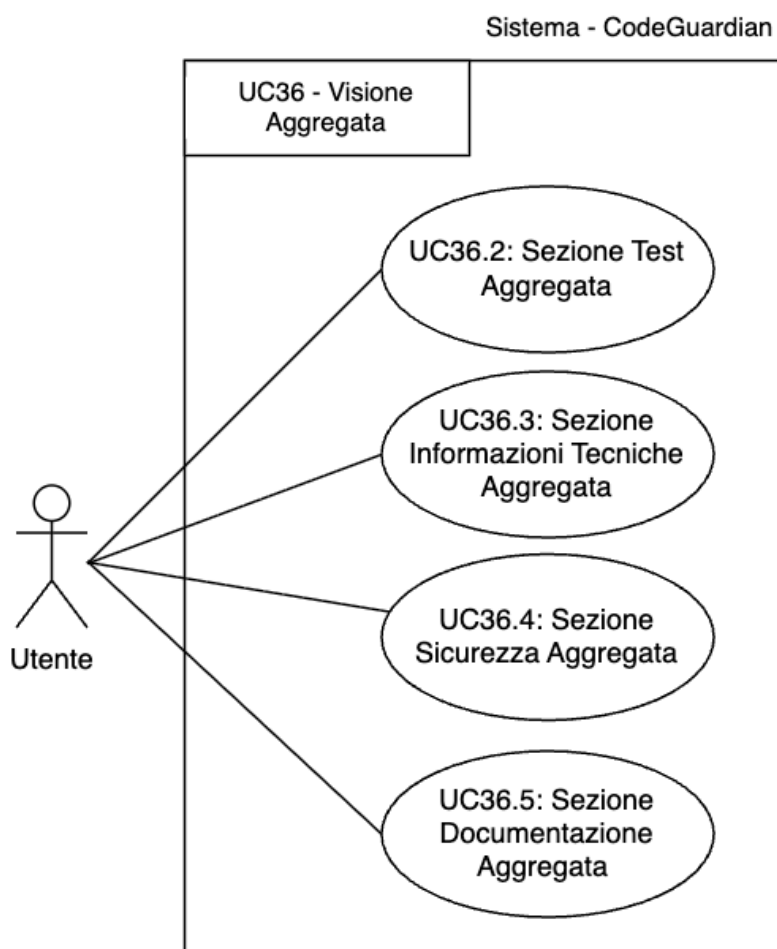 Sistema - CodeGuardian
UC36 - Visione
Aggregata
UC36.2: Sezione Test
Aggregata
UC36.3: Sezione
Informazioni Tecniche
Aggregata
UC36.4: Sezione
Sicurezza Aggregata
Utente
UC36.5: Sezione
Documentazione
Aggregata